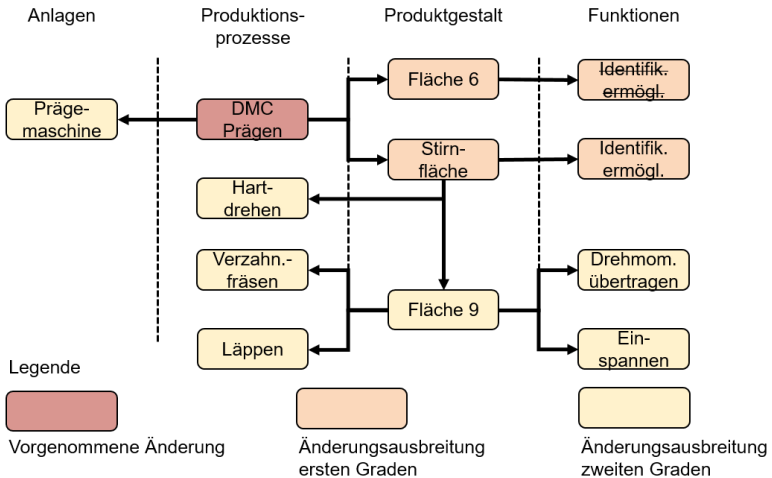 Anlagen
Produktions-
prozesse
Produktgestalt
Funktionen
Präge-
maschine
DMC
Prägen
Fläche 6
Identifik.
ermögl.
Stirn-
fläche
Identifik.
ermögl.
Hart-
drehen
Verzahn.-
fräsen
Fläche 9
Drehmom.
übertragen
Läppen
Ein-
spannen
Legende
Vorgenommene Änderung
Änderungsausbreitung
ersten Graden
Änderungsausbreitung
zweiten Graden